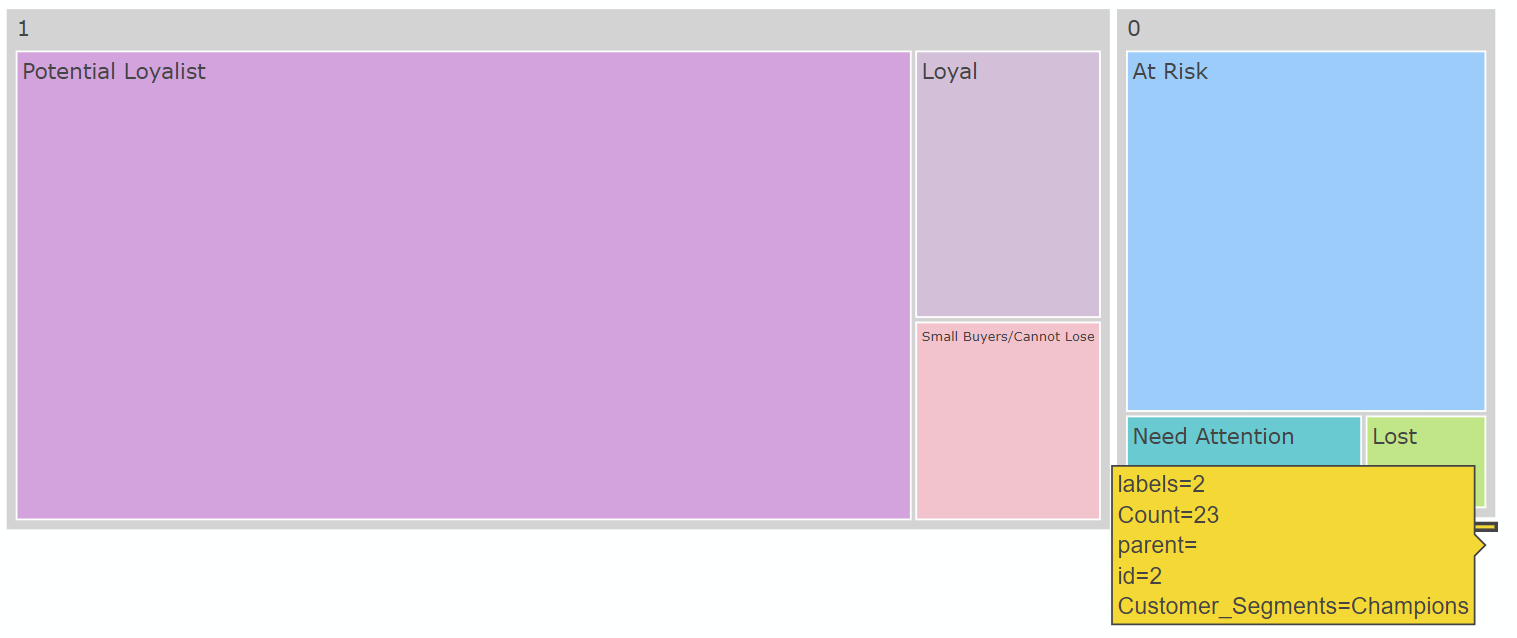 1
Potential Loyalist
Loyal
Small Buyers/Cannot Lose
0
At Risk
Need Attention
Lost
labels=2
Count=23
parent=
id=2
Customer_Segments=Champions